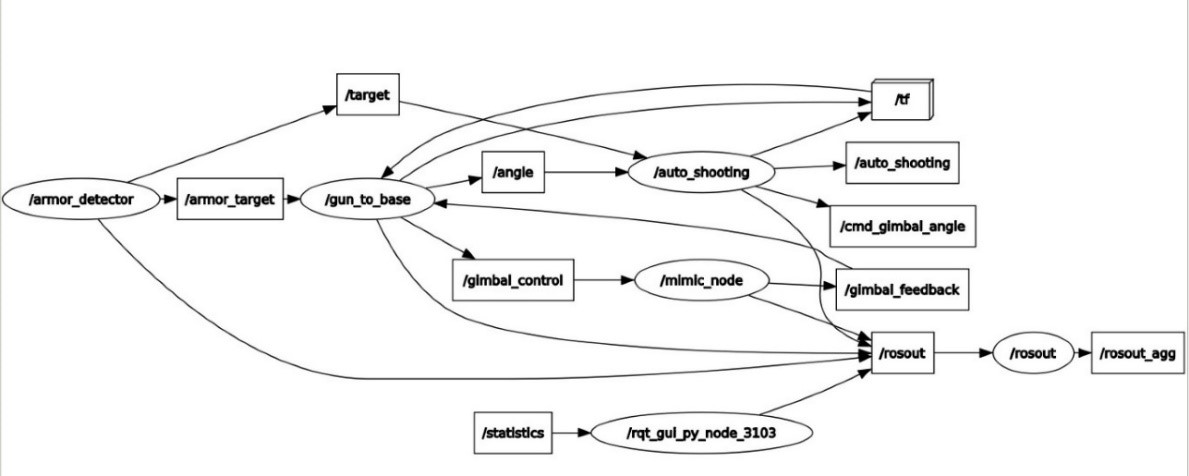 /target
/tf
/angle
/auto_shooting
/auto_shooting
/armor_detector
/armor_target
/gun_to_base
/cmd_gimbal_angle
/gimbal_control
/mimic_node
/gimbal_feedback
/rosout
/rosout
/rosout_agg
/statistics
/rqt_gui_py_node_3103